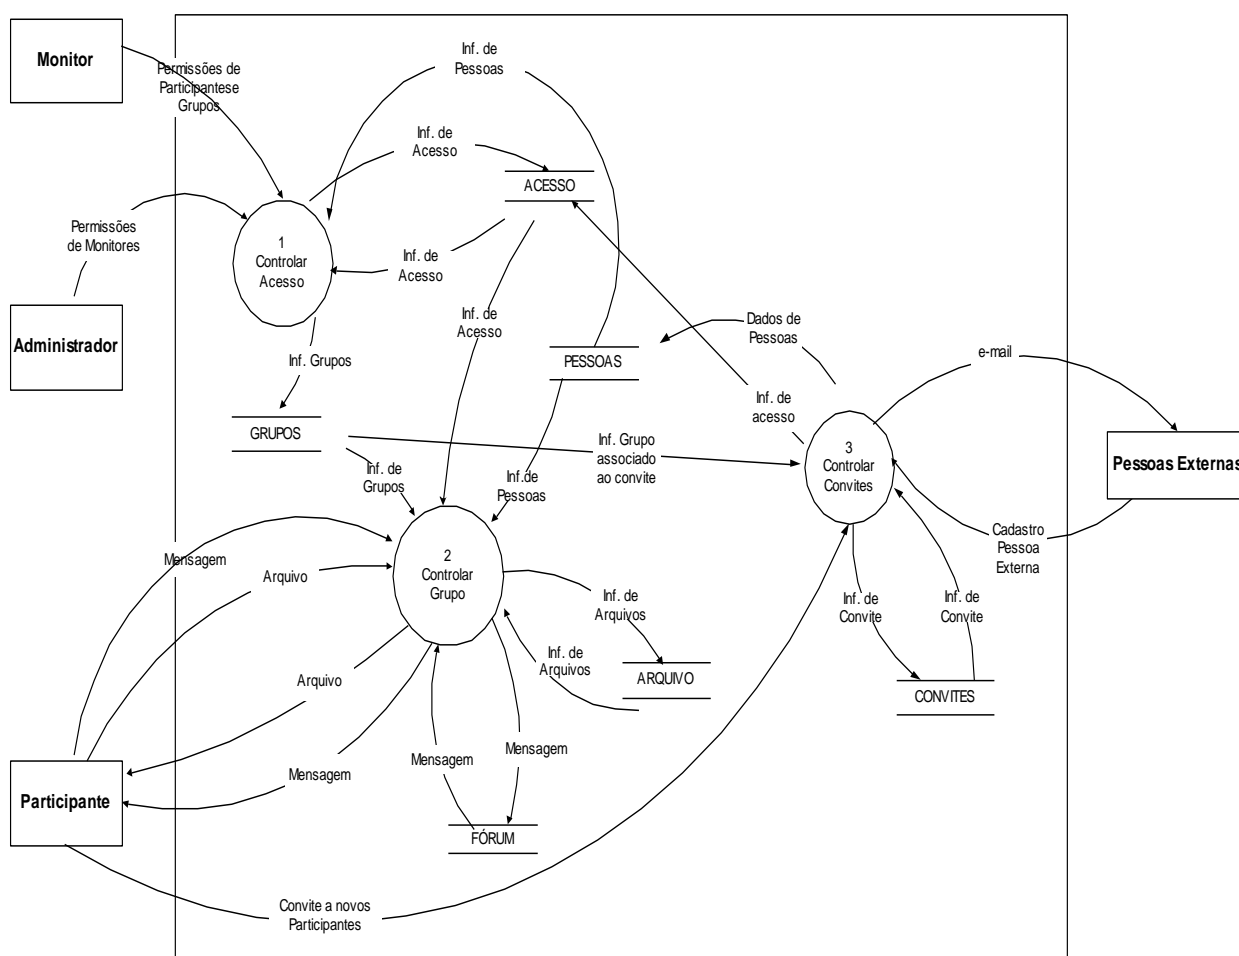 Monitor
Permissões de
Participantese
Grupos
Inf. de
Pessoas
Inf. de
Acesso
ACESSO
Permissões
de Monitores
1
Controlar
Acesso
Inf. de
Acesso
Administrador
Inf. de
Acesso
Dados de
Pessoas
Inf. Grupos
PESSOAS
e-mail
Inf. de
acesso
GRUPOS
Inf. Grupo
associado
ao convite
3
Controlar
Convites
Pessoas Externas
Inf. de
Grupos
Inf.de
Pessoas
Mensagem
Arquivo
2
Controlar
Grupo
Cadastro
Pessoa
Externa
Inf. de
Arquivos
Inf. de
Convite
Inf. de
Convite
Inf. de
Arquivos
ARQUIVO
Arquivo
CONVITES
Mensagem
Mensagem
Mensagem
Participante
FÓRUM
Convite a novos
Participantes